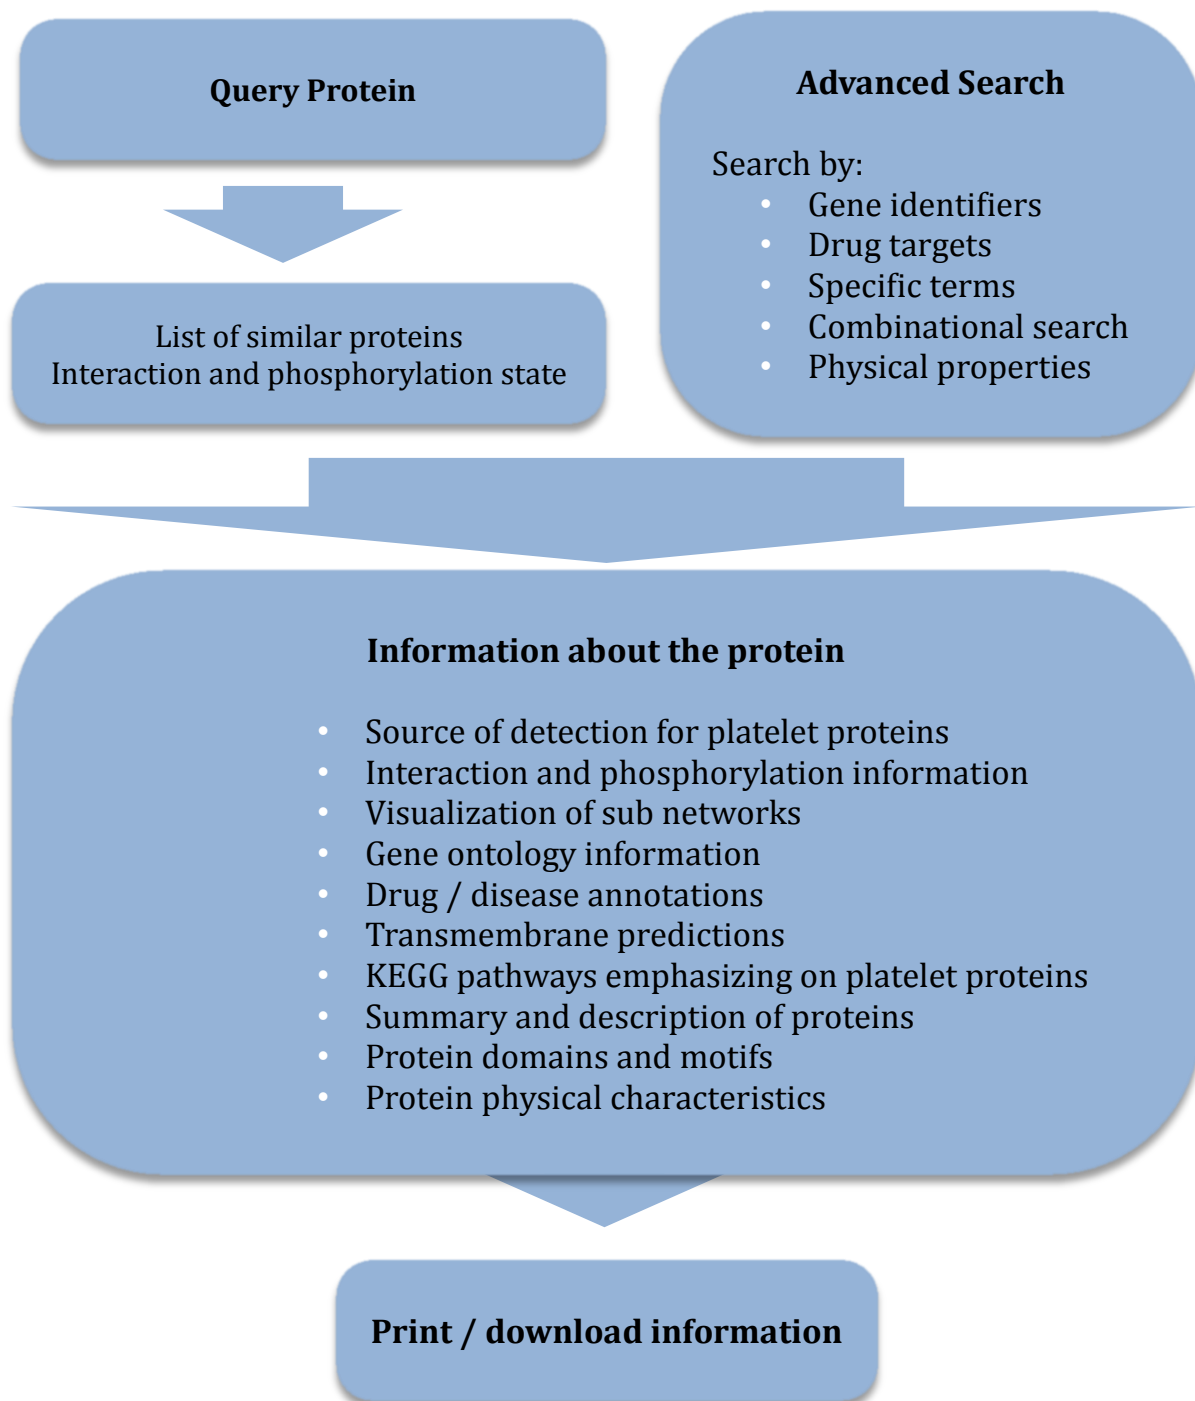 Query Protein
List of similar proteins
Interaction and phosphorylation state
Advanced Search
Search by:
• Gene identifiers
• Drug targets
• Specific terms
• Combinational search
• Physical properties
Information about the protein
• Source of detection for platelet proteins
• Interaction and phosphorylation information
• Visualization of sub networks
• Gene ontology information
• Drug / disease annotations
• Transmembrane predictions
• KEGG pathways emphasizing on platelet proteins
• Summary and description of proteins
• Protein domains and motifs
• Protein physical characteristics
Print / download information